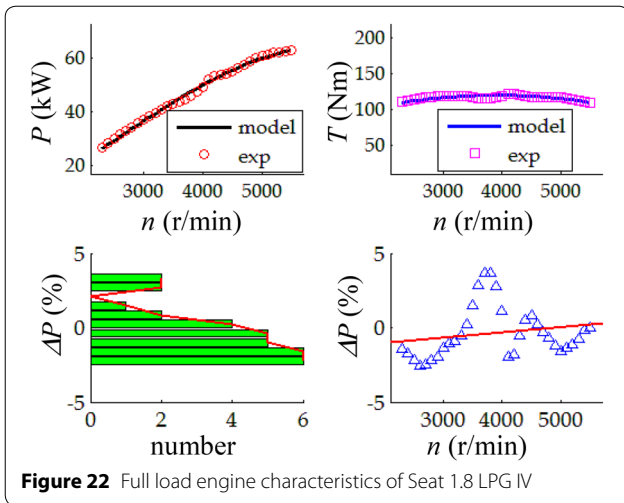 P (kW)
60
40
20
3000 4000 5000
n (r/min)
model
exp
T (Nm)
200
150
100
50
3000 4000 5000
n (r/min)
model
exp
ΔP (%)
5
0
-5
0 2 4 6
number
ΔP (%)
5
0
-5
3000 4000 5000
n (r/min)
Figure 22 Full load engine characteristics of Seat 1.8 LPG IV